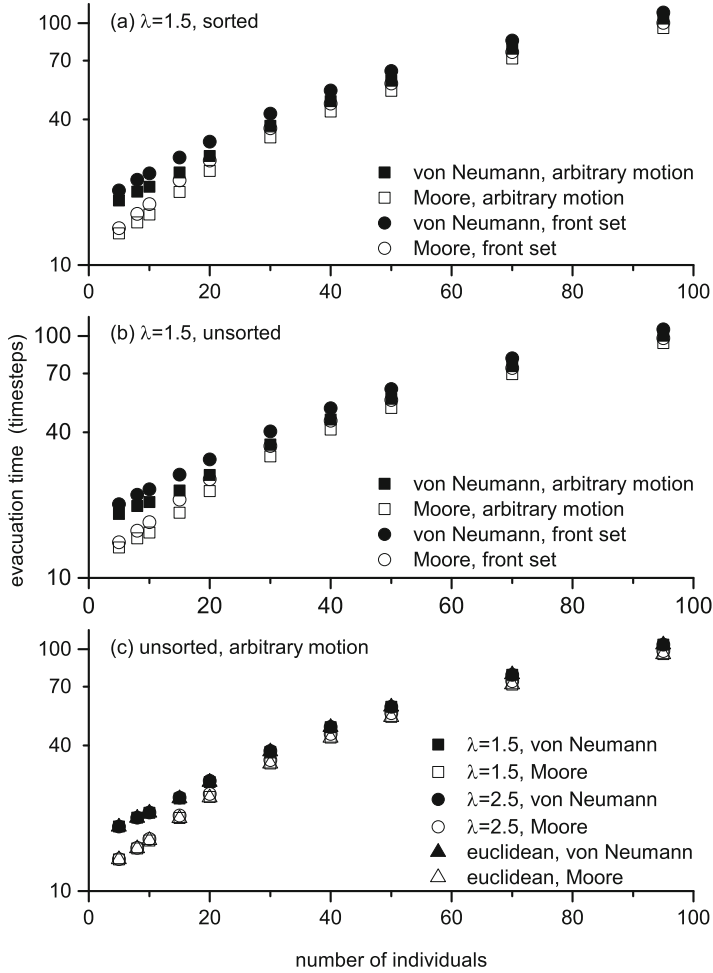 (a) λ=1.5, sorted
100
70
40
10
von Neumann, arbitrary motion
Moore, arbitrary motion
von Neumann, front set
Moore, front set
0 20 40 60 80 100
(b) λ=1.5, unsorted
100
70
40
10
von Neumann, arbitrary motion
Moore, arbitrary motion
von Neumann, front set
Moore, front set
0 20 40 60 80 100
evacuation time (timesteps)
(c) unsorted, arbitrary motion
100
70
40
10
λ=1.5, von Neumann
λ=1.5, Moore
λ=2.5, von Neumann
λ=2.5, Moore
euclidean, von Neumann
euclidean, Moore
0 20 40 60 80 100
number of individuals